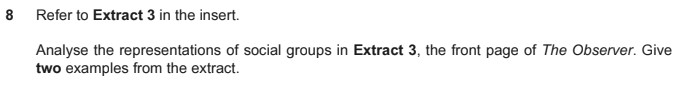 8 Refer to Extract 3 in the insert.
Analyse the representations of social groups in Extract 3, the front page of The Observer. Give
two examples from the extract.